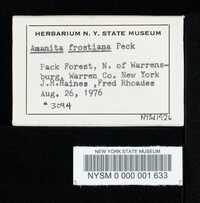 HERBARIUM N. Y. STATE MUSEUM
Amanita frostiana Peck
Pack Forest, N. of Warrens-
burg, Warren Co. New York
J.H.Haines ,Fred Rhoades
Aug. 26, 1976
# 3094
NYSM1926
NEW YORK STATE MUSEUM
NYSM 0 000 001 633